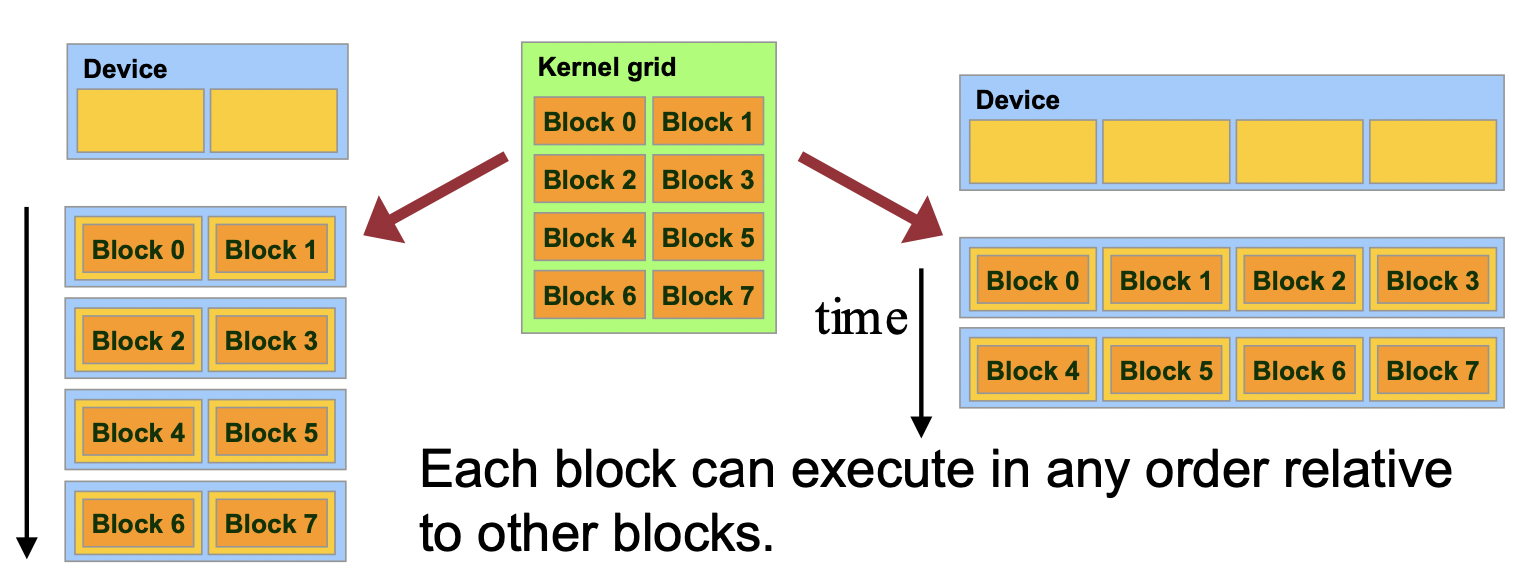 Device
Block 0 Block 1
Block 2 Block 3
Block 4 Block 5
Block 6 Block 7
Kernel grid
Block 0 Block 1
Block 2 Block 3
Block 4 Block 5
Block 6 Block 7
Device
time
Block 0 Block 1 Block 2 Block 3
Block 4 Block 5 Block 6 Block 7
Each block can execute in any order relative
to other blocks.